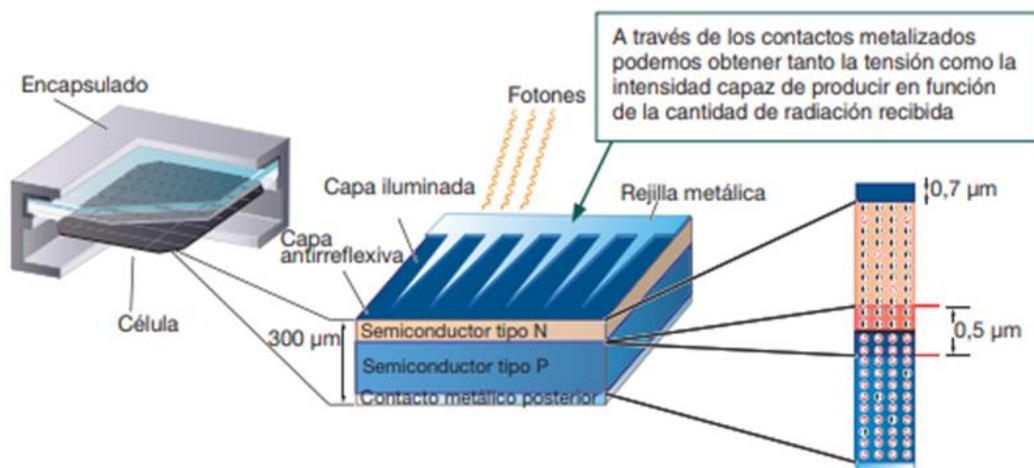 A través de los contactos metalizados
podemos obtener tanto la tensión como la
intensidad capaz de producir en función
de la cantidad de radiación recibida
Encapsulado
Fotones
Capa iluminada
Rejilla metálica
0,7 µm
Capa
antirreflexiva
Célula
300 µm
Semiconductor tipo N
0,5 µm
Semiconductor tipo P
Contacto metálico posterior